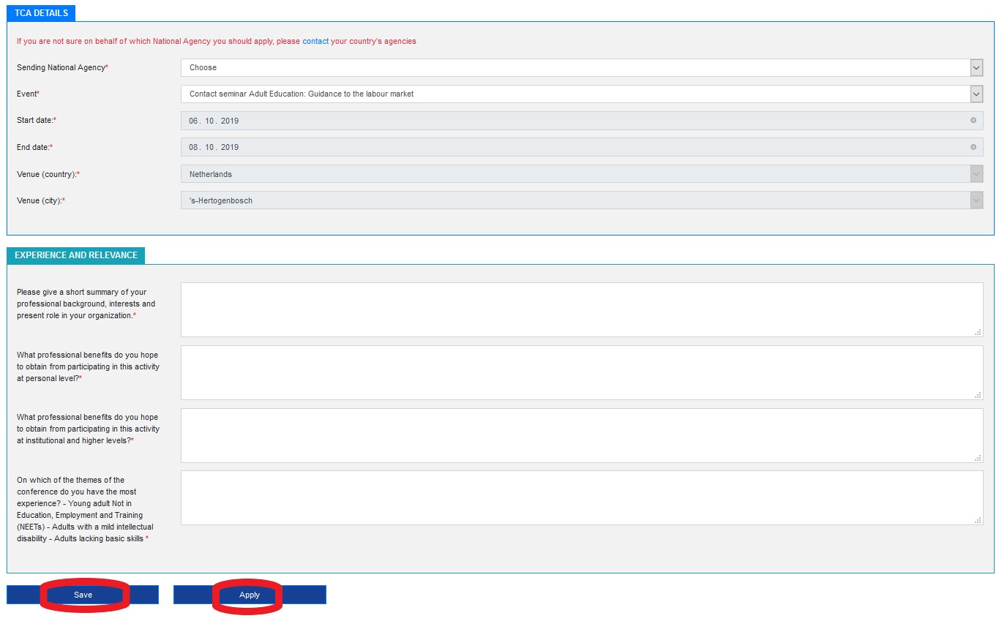 TCA DETAILS
If you are not sure on behalf of which National Agency you should apply, please contact your country's agencies
Sending National Agency*
Choose
Event*
Contact seminar Adult Education: Guidance to the labour market
Start date:*
06. 10. 2019
End date:*
08. 10. 2019
Venue (country):*
Netherlands
Venue (city):*
's-Hertogenbosch
EXPERIENCE AND RELEVANCE
Please give a short summary of your
professional background, interests and
present role in your organization.*
What professional benefits do you hope
to obtain from participating in this activity
at personal level?*
What professional benefits do you hope
to obtain from participating in this activity
at institutional and higher levels?*
On which of the themes of the
conference do you have the most
experience? - Young adult Not in
Education, Employment and Training
(NEETs) - Adults with a mild intellectual
disability - Adults lacking basic skills *
Save
Apply